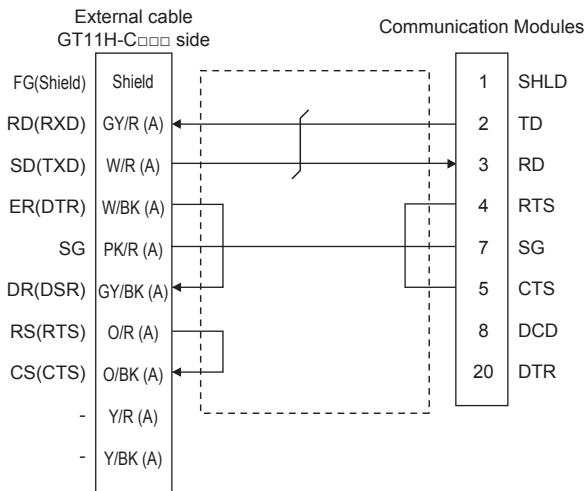 External cable
GT11H-C□□□ side
Communication Modules
FG(Shield) Shield 1 SHLD
RD(RXD) GY/R (A) 2 TD
SD(TXD) W/R (A) 3 RD
ER(DTR) W/BK (A) 4 RTS
SG PK/R (A) 7 SG
DR(DSR) GY/BK (A) 5 CTS
RS(RTS) O/R (A) 8 DCD
CS(CTS) O/BK (A) 20 DTR
- Y/R (A)
- Y/BK (A)